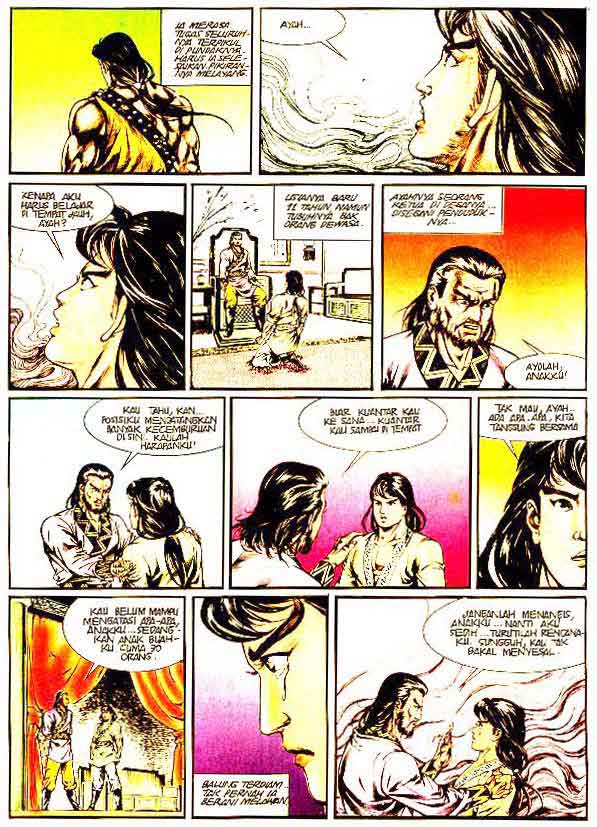 IA MERASA
TUGAS SELURUH-
NYA TERPIKUL
DI PUNDAKNYA.
HARUS IA SELE-
SAIKAN. PIKIRAN-
NYA MELAYANG.
AYAH...
KENAPA AKU
HARUS BELAJAR
DI TEMPAT JAUH,
AYAH?
USIANYA BARU
11 TAHUN, NAMUN
TUBUHNYA BAK
ORANG DEWASA.
AYAHNYA SEORANG
KETUA DI DESANYA...
DISEGANI PENDUDUK-
NYA...
AYOLAH,
ANAKKU!
KAU TAHU, KAN...
POSISIKU MENDATANGKAN
BANYAK KECEMBURUAN
DI SINI. KAULAH
HARAPANKU!
BIAR KUANTAR KAU
KE SANA... KUANTAR
KAU SAMPAI DI TEMPAT
TAK MAU, AYAH...
ADA APA-APA, KITA
TANGGUNG BERSAMA
KAU BELUM MAMPU
MENGATASI APA-APA,
ANAKKU... SEDANG-
KAN ANAK BUAH-
KU CUMA 30
ORANG.
BALUNG TERDIAM...
TAK PERNAH IA
BERANI MELAWAN.
JANGANLAH MENANGIS,
ANAKKU... NANTI AKU
SEDIH... TURUTILAH RENCANA-
KU. SUNGGUH, KAU TAK
BAKAL MENYESAL.